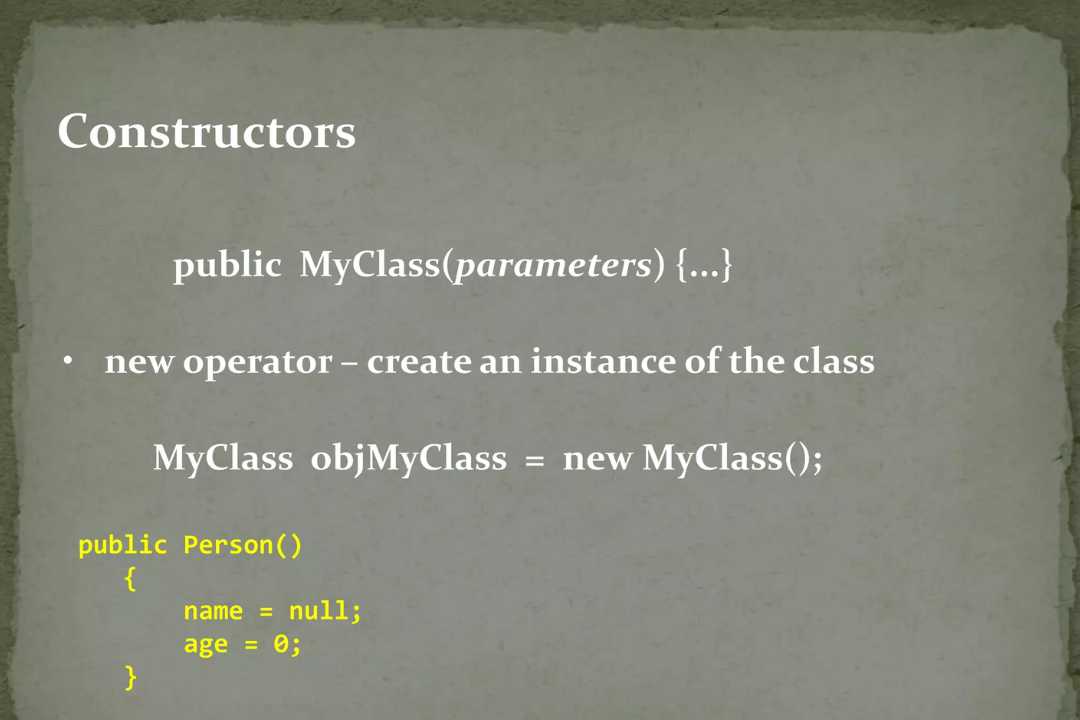 Constructors
public MyClass(parameters) {...}
• new operator – create an instance of the class
MyClass objMyClass = new MyClass();
public Person()
{
name = null;
age = 0;
}